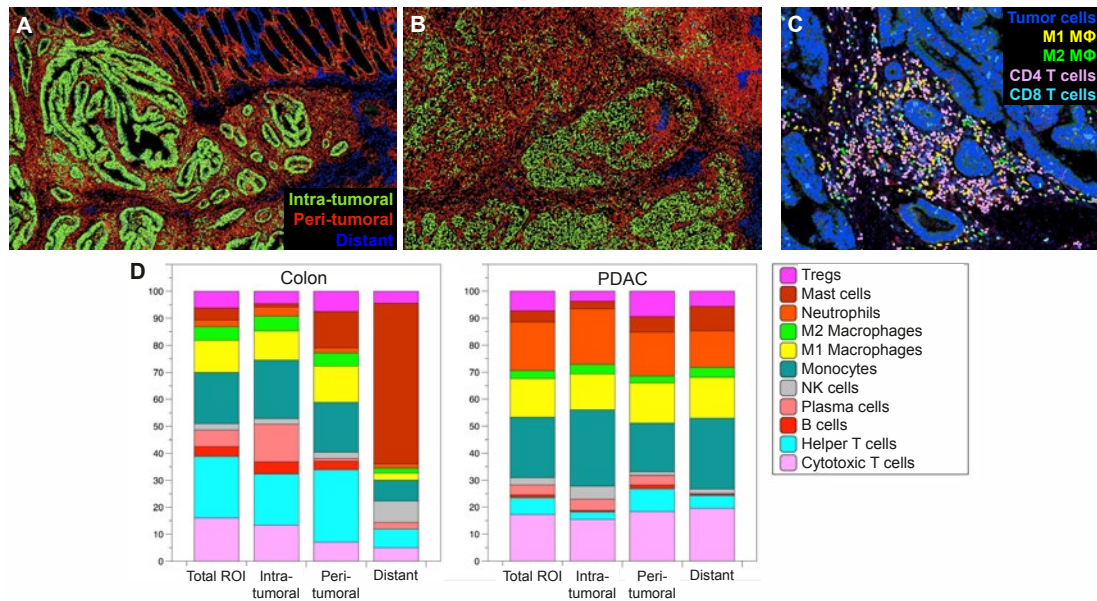 A
Intra-tumoral
Peri-tumoral
Distant
B
C
Tumor cells
M1 MΦ
M2 MΦ
CD4 T cells
CD8 T cells
D
Colon
100
90
80
70
60
50
40
30
20
10
0
Total ROI
Intra-
tumoral
Peri-
tumoral
Distant
PDAC
100
90
80
70
60
50
40
30
20
10
0
Total ROI
Intra-
tumoral
Peri-
tumoral
Distant
Tregs
Mast cells
Neutrophils
M2 Macrophages
M1 Macrophages
Monocytes
NK cells
Plasma cells
B cells
Helper T cells
Cytotoxic T cells